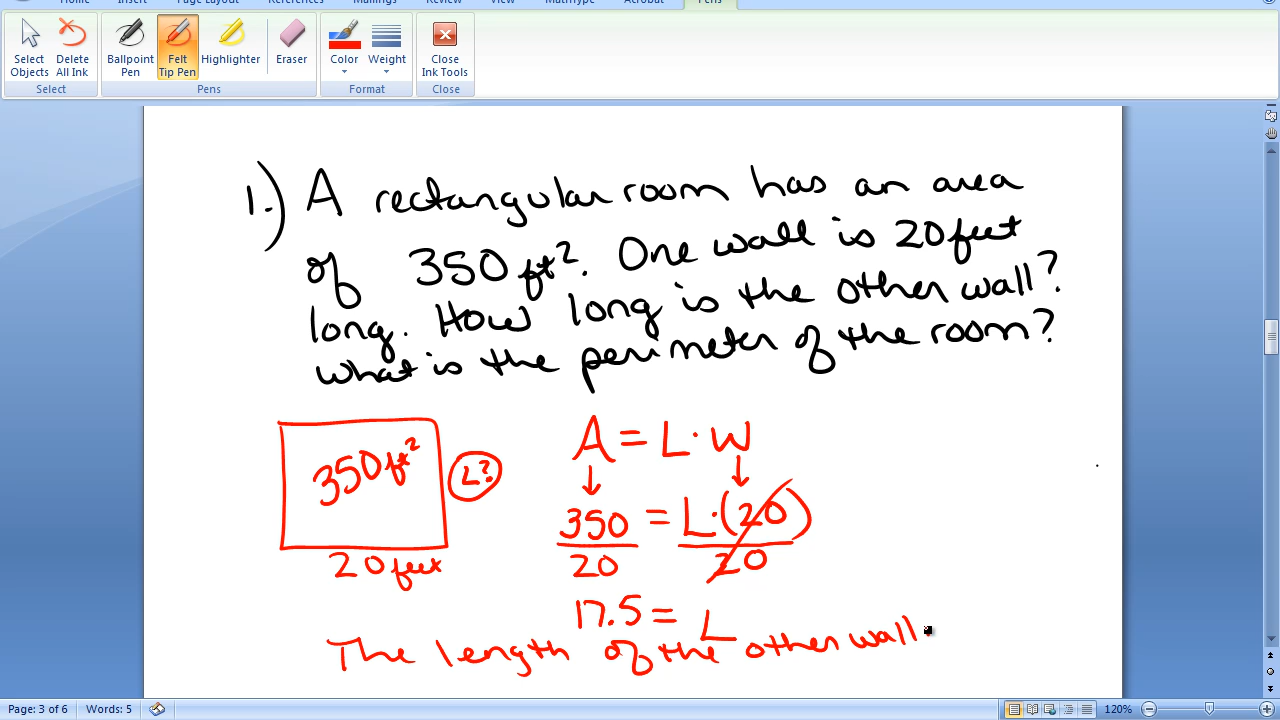 Home Insert Page Layout References Mailings Review View MathType Acrobat Pens
Select Objects
Delete All Ink
Ballpoint Pen
Felt Tip Pen
Highlighter
Eraser
Color
Weight
Close Ink Tools
Select Pens Format Close
1.) A rectangular room has an area
of 350 ft². One wall is 20 feet
long. How long is the other wall?
What is the perimeter of the room?
350 ft²
L?
20 feet
A = L · W
350 = L · (20)
20 20
17.5 = L
The length of the other wall
Page: 3 of 6 Words: 5 120%